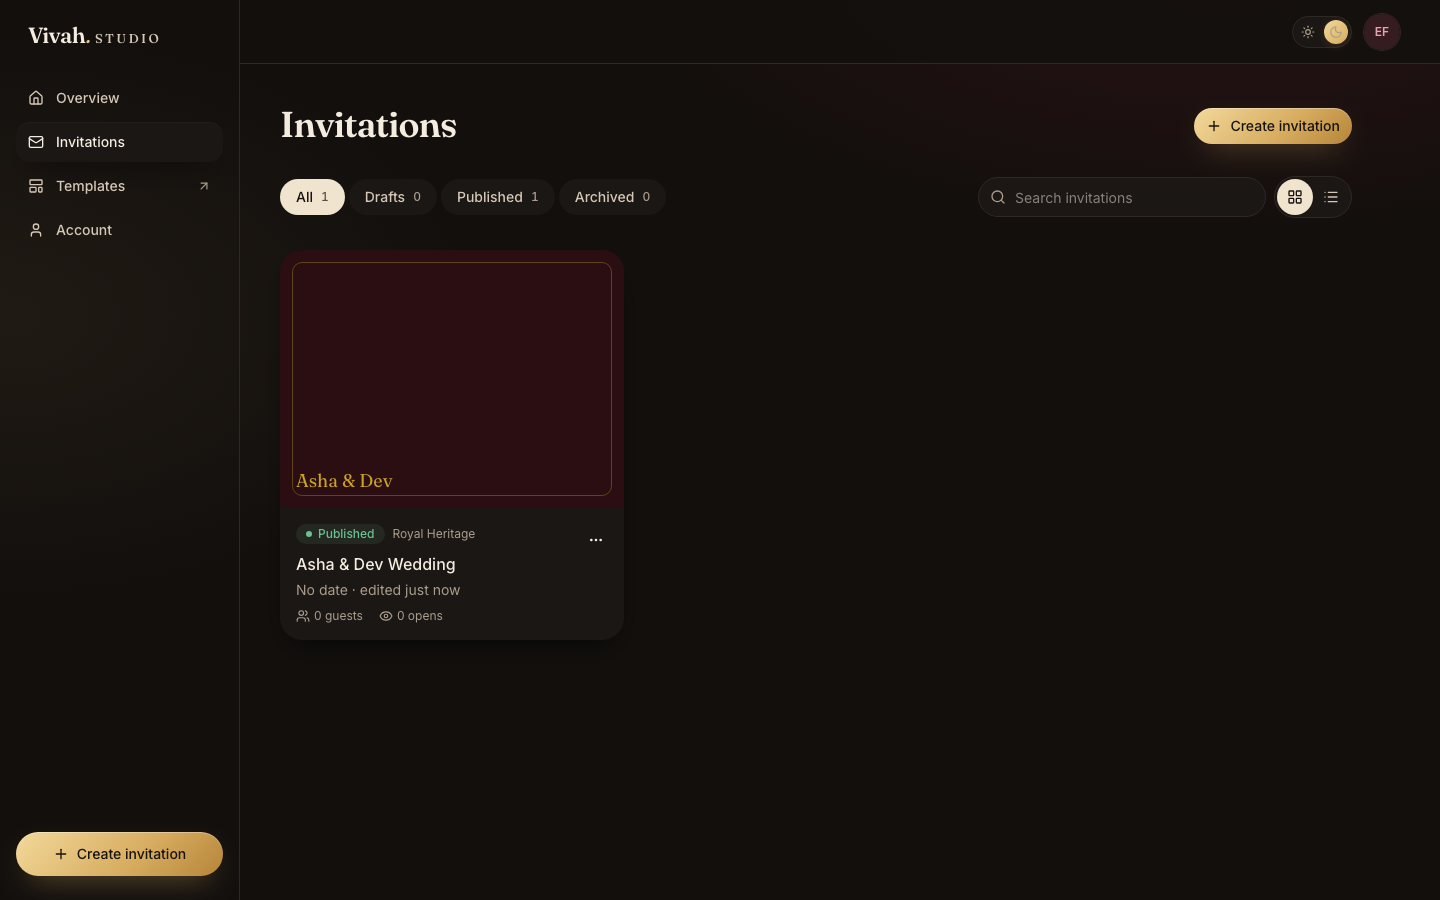 Vivah. STUDIO
EF
Overview
Invitations
Templates
Account
Invitations
Create invitation
All 1
Drafts 0
Published 1
Archived 0
Search invitations
Asha & Dev
Published
Royal Heritage
Asha & Dev Wedding
No date · edited just now
0 guests
0 opens
Create invitation